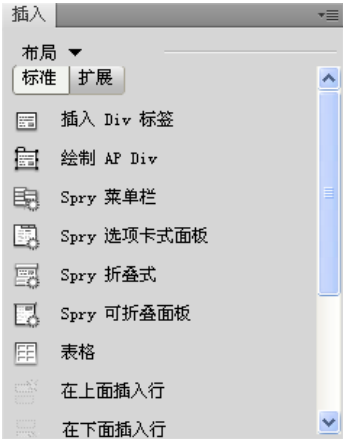 插入
布局
标准 扩展
插入 Div 标签
绘制 AP Div
Spry 菜单栏
Spry 选项卡式面板
Spry 折叠式
Spry 可折叠面板
表格
在上面插入行
在下面插入行